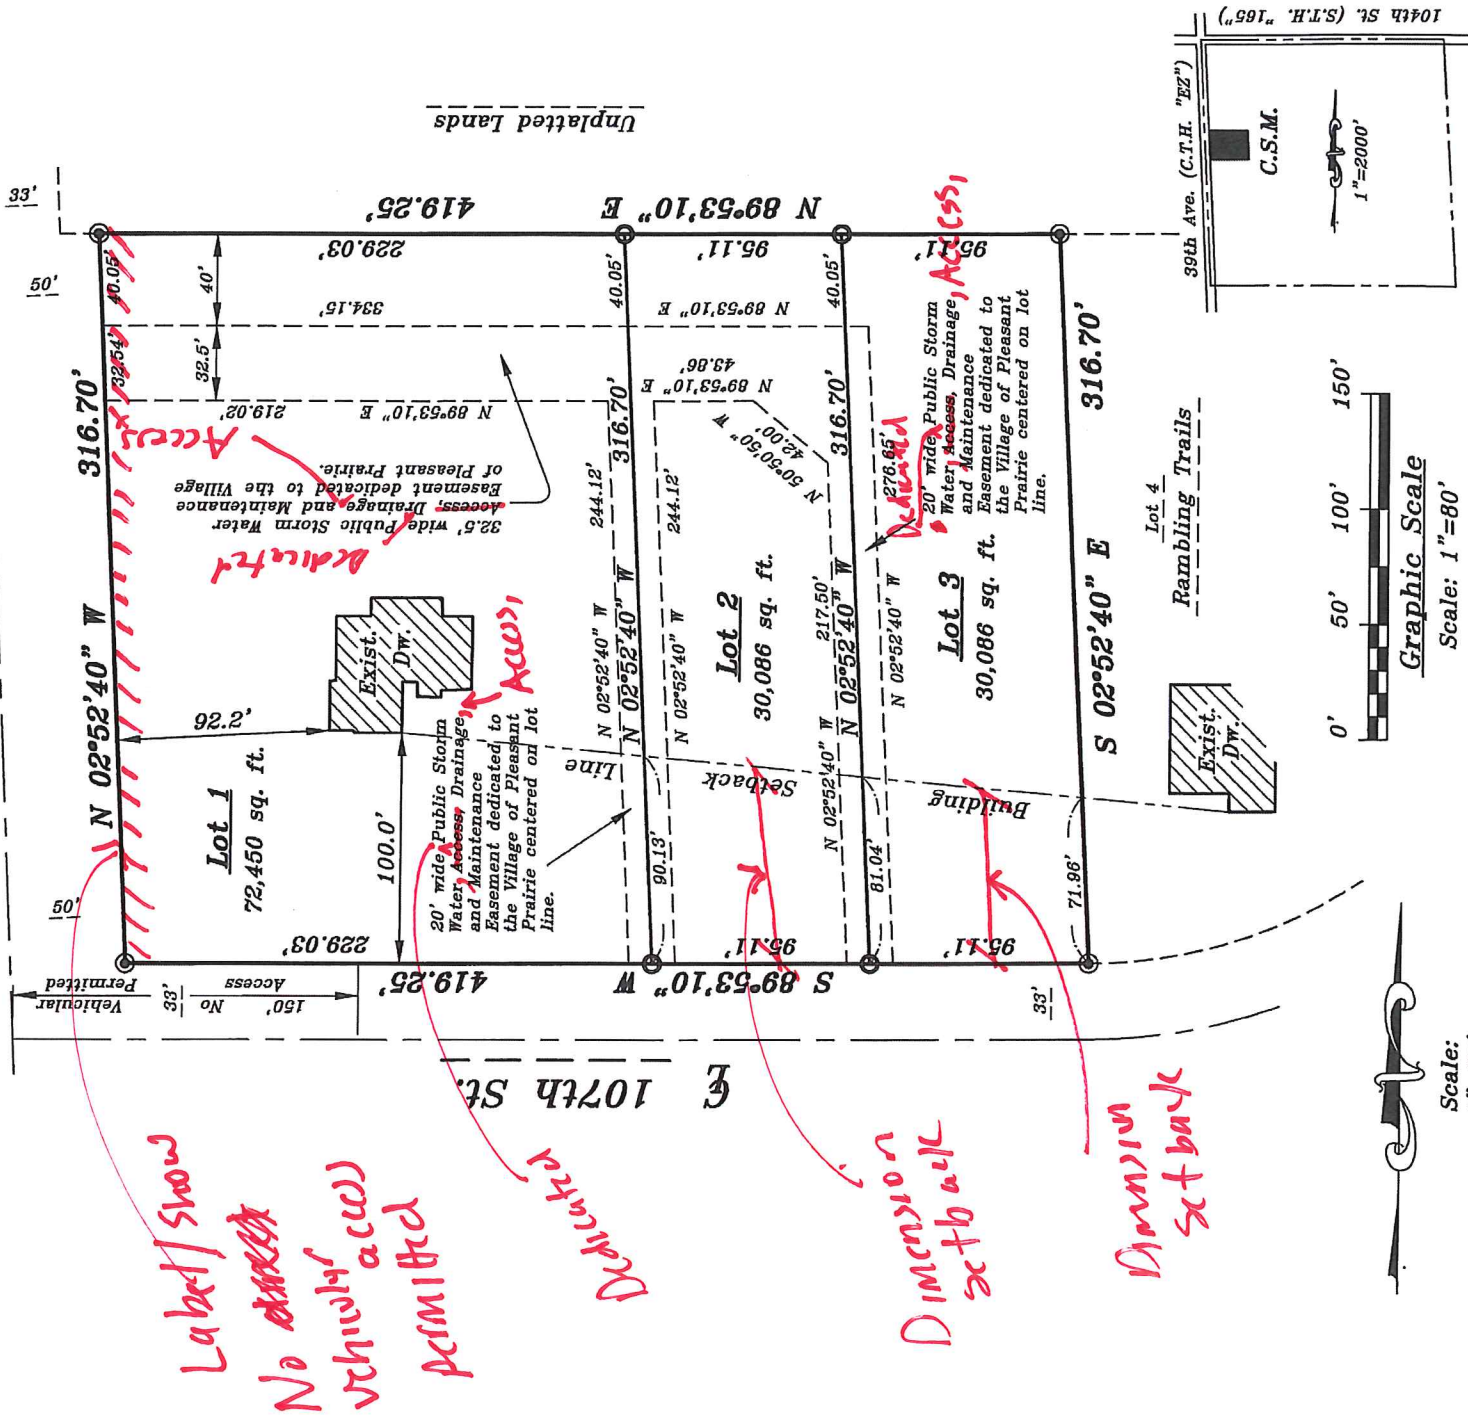 33'
50'
Unplatted Lands
104th St. (S.T.H. "165")
39th Ave. (C.T.H. "EZ")
C.S.M.
1"=2000'
419.25'
N 89°53'10" E
229.03'
95.11'
95.11'
40.05'
40'
40.05'
40.05'
334.15'
N 89°53'10" E
32.54'
32.5'
316.70'
N 89°53'10" E
219.02'
N 89°53'10" E
43.86'
N 50°50'50" W
42.00'
Access
32.5' wide Public Storm Water
Access, Drainage and Maintenance
Easement dedicated to the Village
of Pleasant Prairie.
Dedicated
N 02°52'40" W
Exist.
Dw.
92.2'
Lot 1
72,450 sq. ft.
100.0'
20' wide Public Storm
Water Access, Drainage
and Maintenance
Easement dedicated to
the Village of Pleasant
Prairie centered on lot
line.
Access,
244.12'
N 02°52'40" W
316.70'
N 02°52'40" W
244.12'
N 02°52'40" W
Lot 2
30,086 sq. ft.
217.50'
N 02°52'40" W
N 02°52'40" W
316.70'
276.65'
N 02°52'40" W
Access,
Dedicated
20' wide Public Storm
Water Access, Drainage
and Maintenance
Easement dedicated to
the Village of Pleasant
Prairie centered on lot
line.
Lot 3
30,086 sq. ft.
316.70'
S 02°52'40" E
Building
Setback
Line
90.13'
81.04'
71.96'
50'
229.03'
95.11'
95.11'
419.25'
S 89°53'10" W
150' No
Vehicular
Access
Permitted
33'
33'
107th St.
Lot 4
Rambling Trails
Exist.
Dw.
0'
50'
100'
150'
Graphic Scale
Scale: 1"=80'
Label/Show
No
vehicular
access
permitted
Dedicated
Dimension
setback
Dimension
setback
Scale: